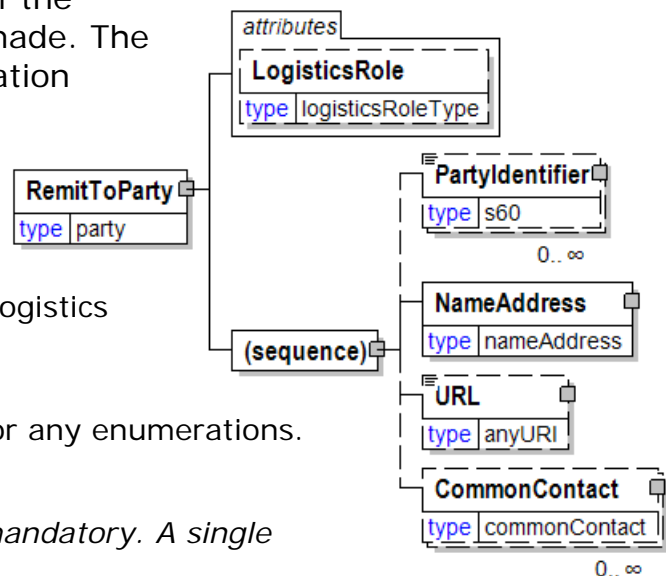 the
made. The
ation
attributes
LogisticsRole
type logisticsRoleType
RemitToParty
type party
PartyIdentifier
type s60
0.. ∞
ogistics
NameAddress
type nameAddress
(sequence)
URL
type anyURI
or any enumerations.
CommonContact
type commonContact
mandatory. A single
0.. ∞